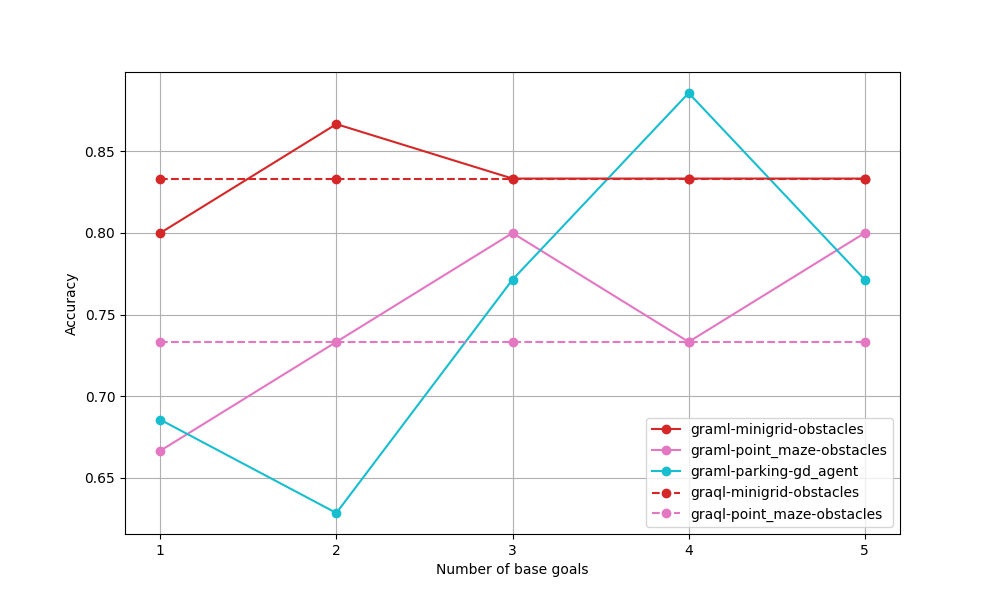 0.85
0.80
0.75
0.70
0.65
Accuracy
1 2 3 4 5
Number of base goals
graml-minigrid-obstacles
graml-point_maze-obstacles
graml-parking-gd_agent
graql-minigrid-obstacles
graql-point_maze-obstacles